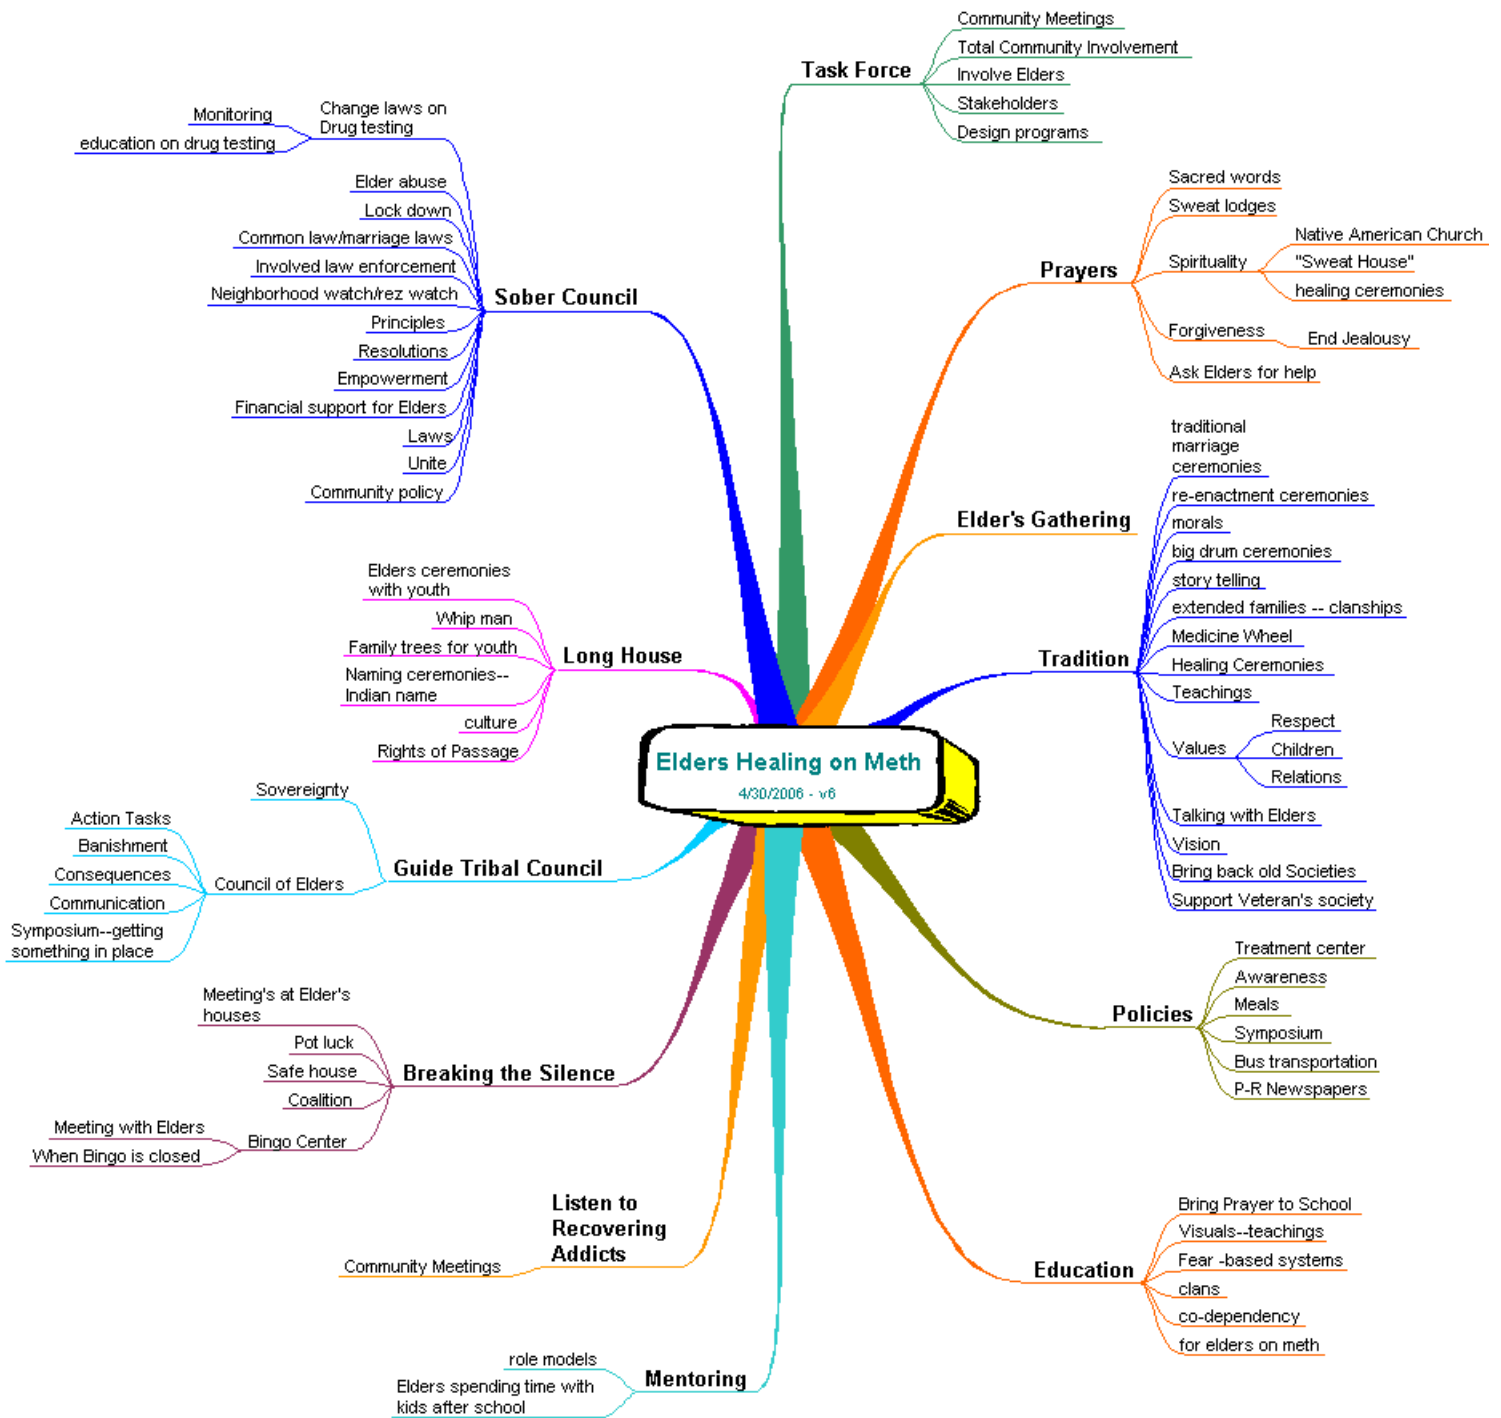 Elders Healing on Meth
4/30/2006 - v6
Task Force
Community Meetings
Total Community Involvement
Involve Elders
Stakeholders
Design programs
Prayers
Sacred words
Sweat lodges
Spirituality
Native American Church
"Sweat House"
healing ceremonies
Forgiveness
End Jealousy
Ask Elders for help
Elder's Gathering
Tradition
traditional
marriage
ceremonies
re-enactment ceremonies
morals
big drum ceremonies
story telling
extended families -- clanships
Medicine Wheel
Healing Ceremonies
Teachings
Values
Respect
Children
Relations
Talking with Elders
Vision
Bring back old Societies
Support Veteran's society
Policies
Treatment center
Awareness
Meals
Symposium
Bus transportation
P-R Newspapers
Education
Bring Prayer to School
Visuals--teachings
Fear -based systems
clans
co-dependency
for elders on meth
Mentoring
role models
Elders spending time with
kids after school
Listen to
Recovering
Addicts
Community Meetings
Breaking the Silence
Meeting's at Elder's
houses
Pot luck
Safe house
Coalition
Bingo Center
Meeting with Elders
When Bingo is closed
Guide Tribal Council
Sovereignty
Council of Elders
Action Tasks
Banishment
Consequences
Communication
Symposium--getting
something in place
Long House
Elders ceremonies
with youth
Whip man
Family trees for youth
Naming ceremonies--
Indian name
culture
Rights of Passage
Sober Council
Change laws on
Drug testing
Monitoring
education on drug testing
Elder abuse
Lock down
Common law/marriage laws
Involved law enforcement
Neighborhood watch/rez watch
Principles
Resolutions
Empowerment
Financial support for Elders
Laws
Unite
Community policy